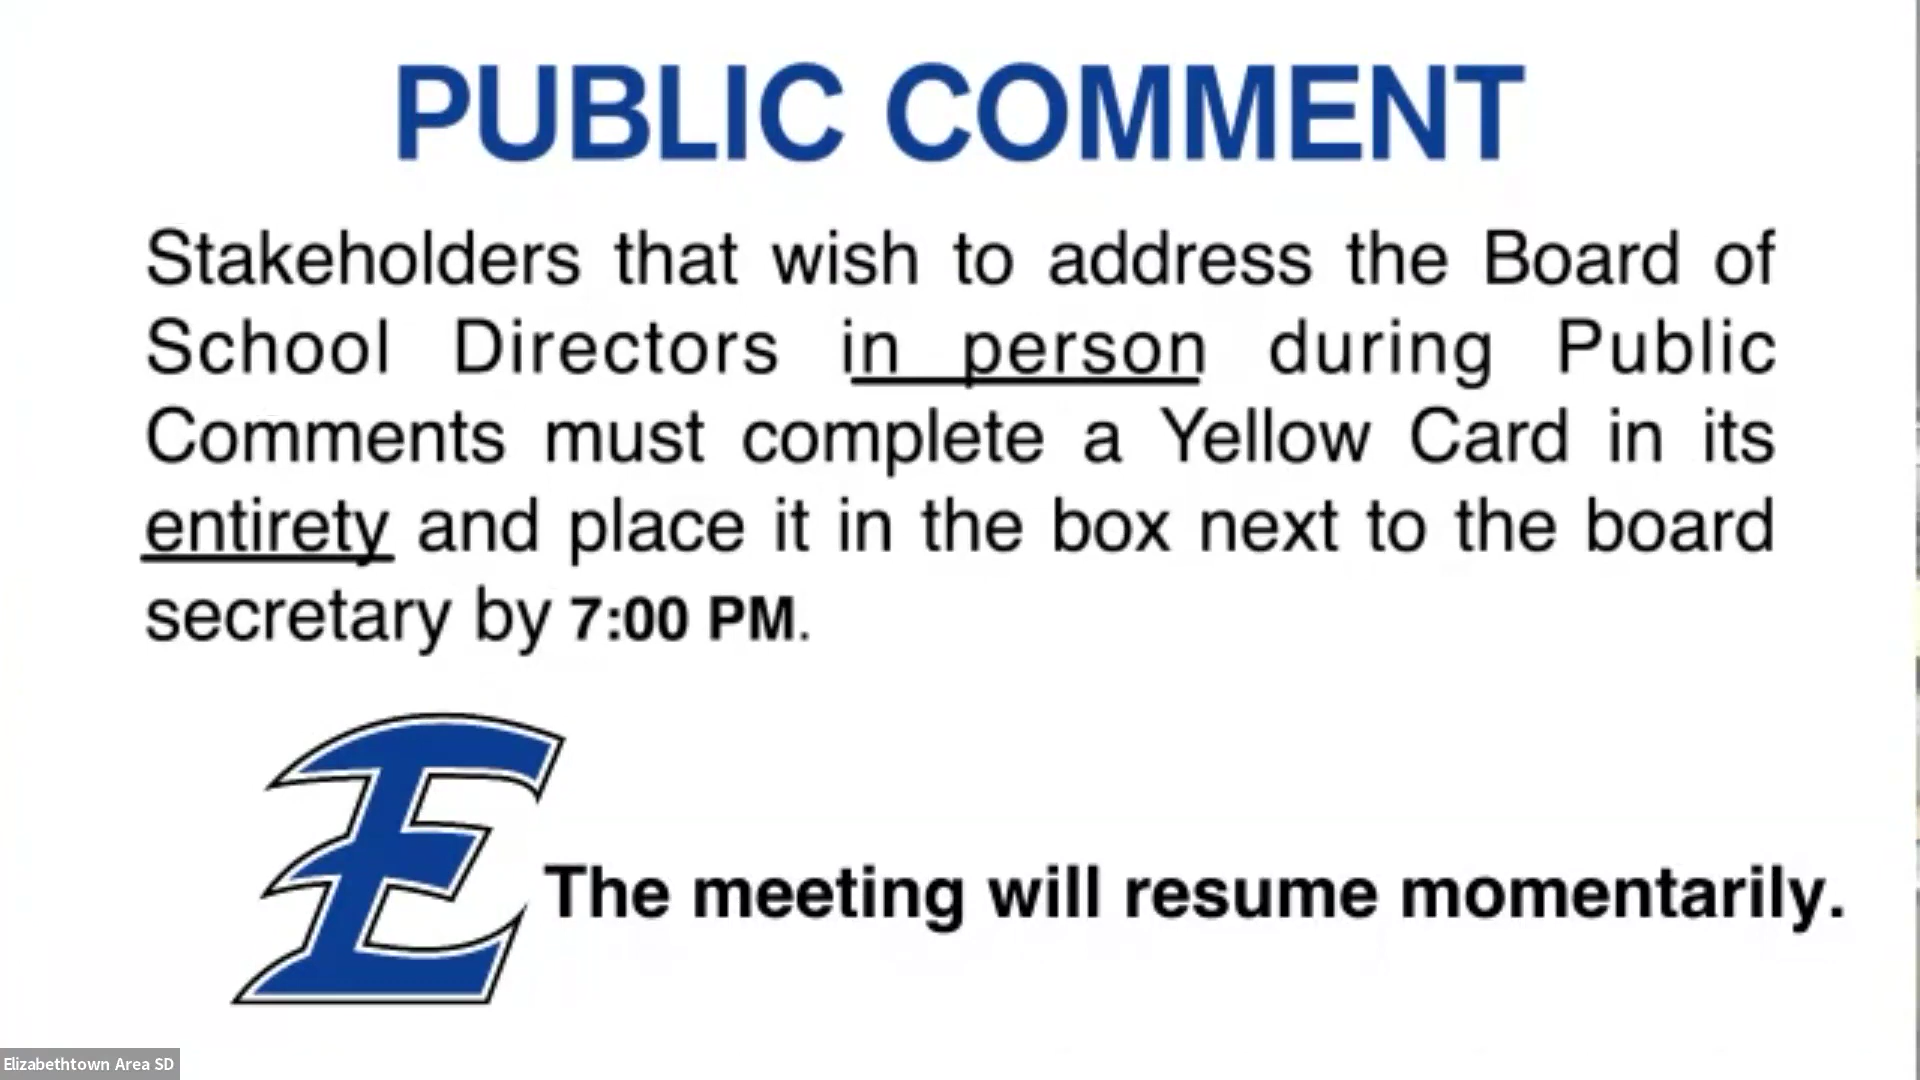 PUBLIC COMMENT
Stakeholders that wish to address the Board of
School Directors in person during Public
Comments must complete a Yellow Card in its
entirety and place it in the box next to the board
secretary by 7:00 PM.
E
The meeting will resume momentarily.
Elizabethtown Area SD